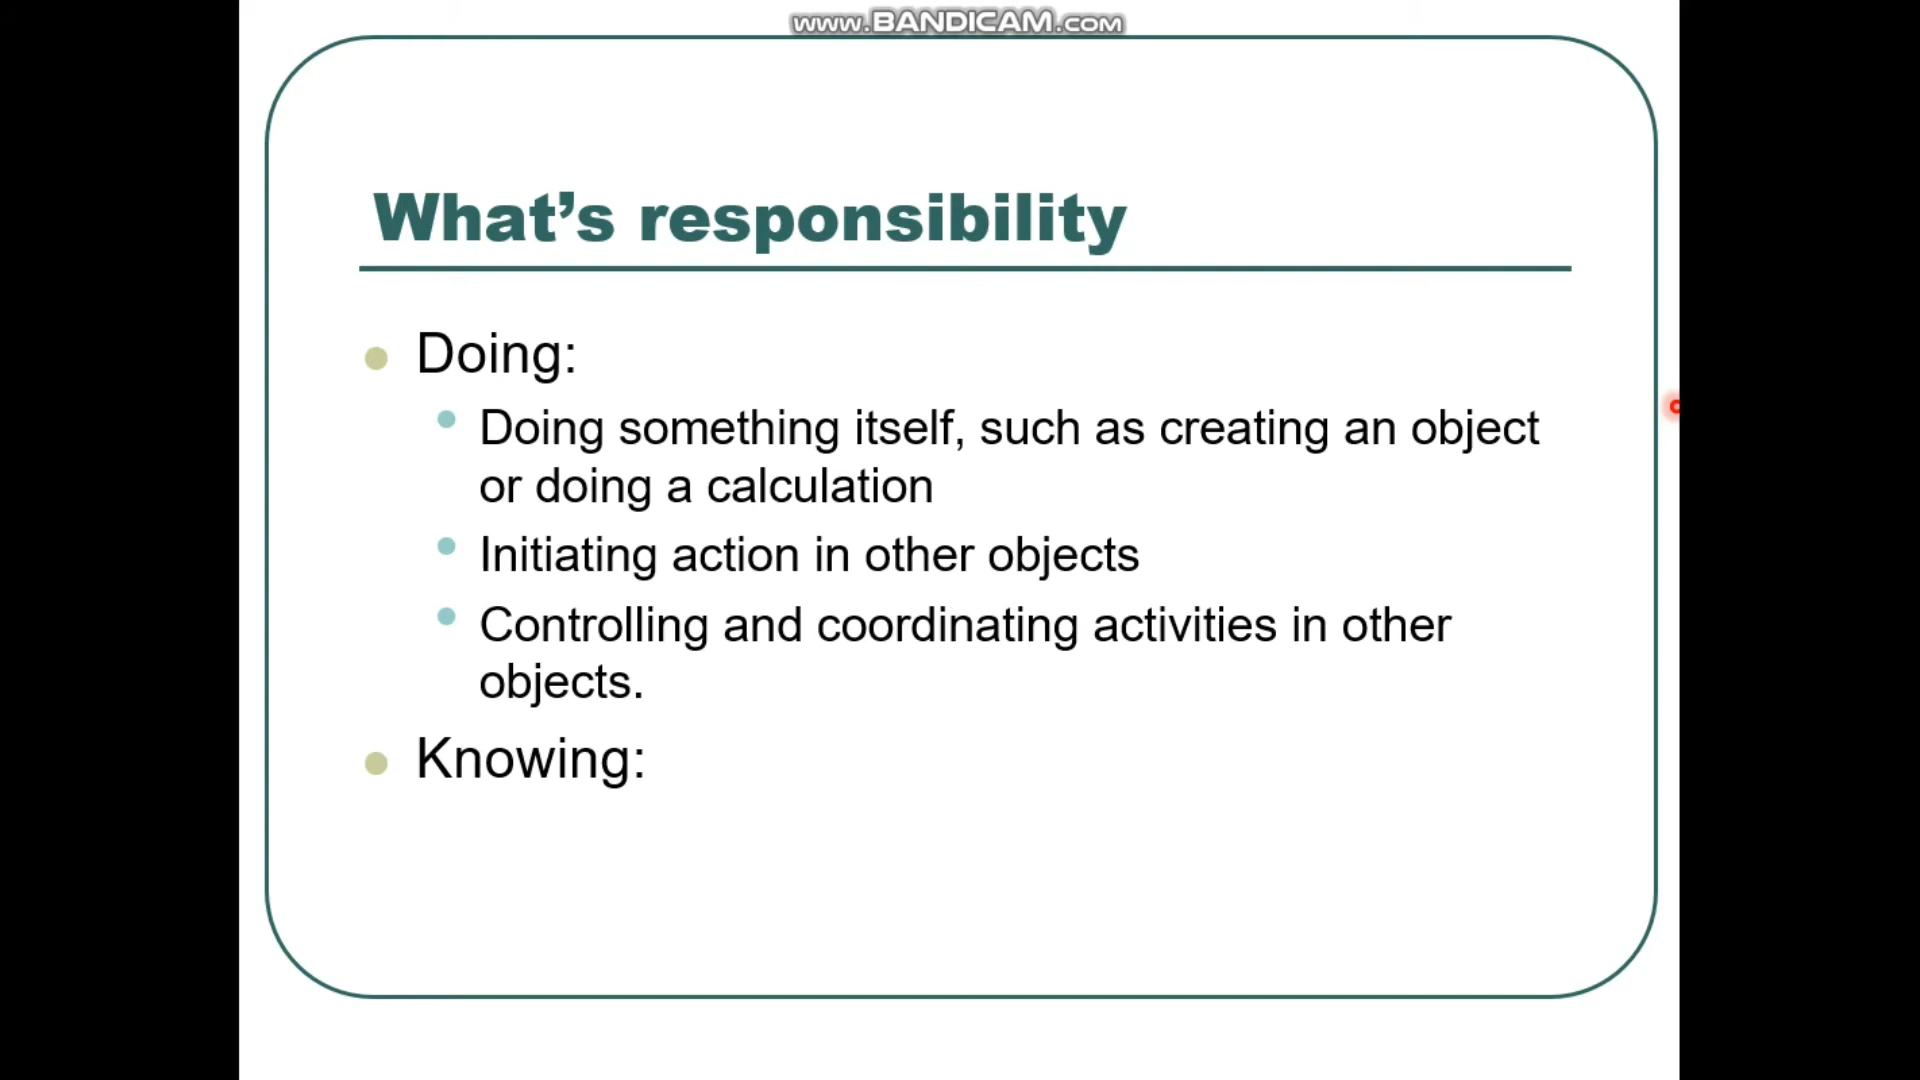 www.BANDICAM.com
What’s responsibility
Doing:
Doing something itself, such as creating an object
or doing a calculation
Initiating action in other objects
Controlling and coordinating activities in other
objects.
Knowing: